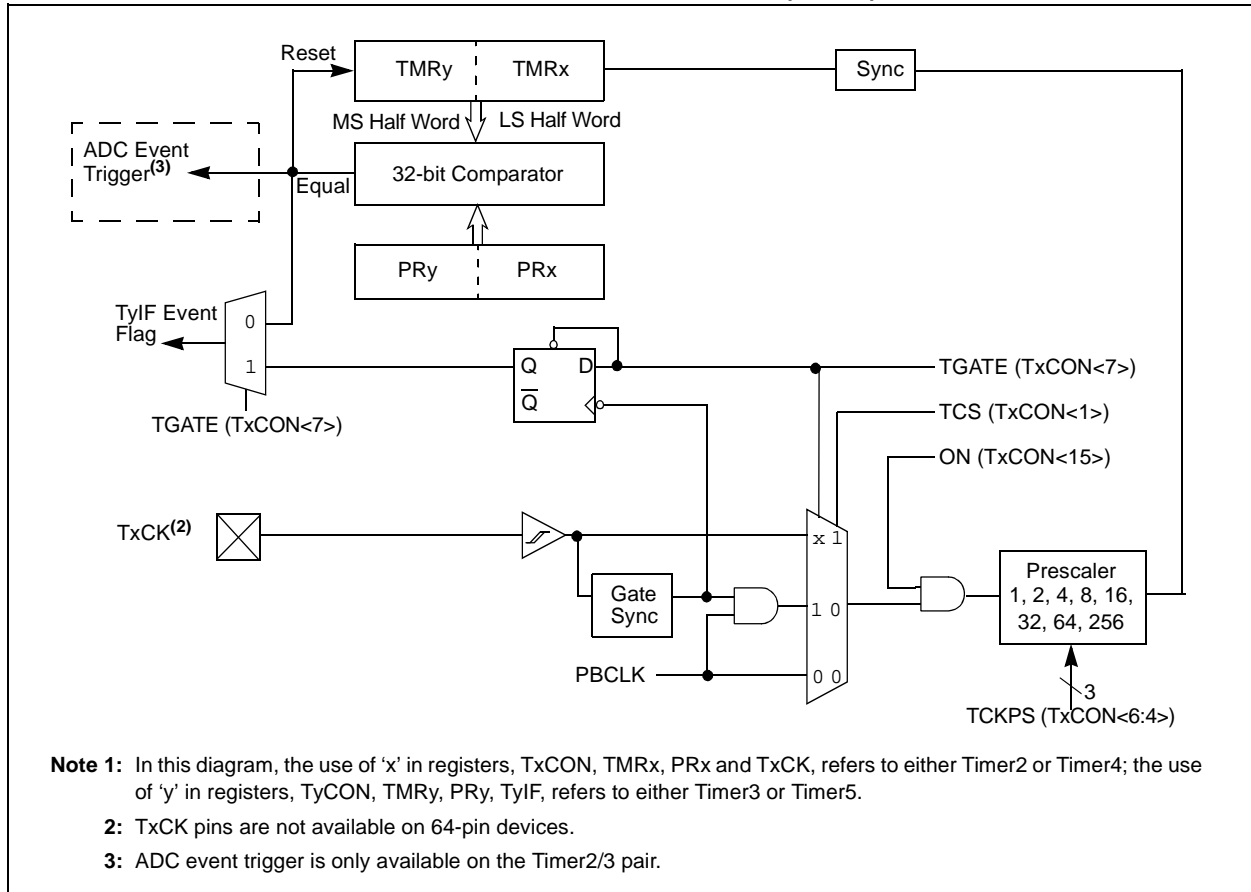 Reset
TMRy TMRx
Sync
MS Half Word LS Half Word
ADC Event
Trigger(3)
Equal
32-bit Comparator
PRy PRx
TyIF Event
Flag
0
1
TGATE (TxCON<7>)
Q D
Q
TGATE (TxCON<7>)
TCS (TxCON<1>)
ON (TxCON<15>)
TxCK(2)
x 1
Gate
Sync
1 0
PBCLK
0 0
Prescaler
1, 2, 4, 8, 16,
32, 64, 256
3
TCKPS (TxCON<6:4>)
Note 1: In this diagram, the use of ‘x’ in registers, TxCON, TMRx, PRx and TxCK, refers to either Timer2 or Timer4; the use
of ‘y’ in registers, TyCON, TMRy, PRy, TyIF, refers to either Timer3 or Timer5.
2: TxCK pins are not available on 64-pin devices.
3: ADC event trigger is only available on the Timer2/3 pair.